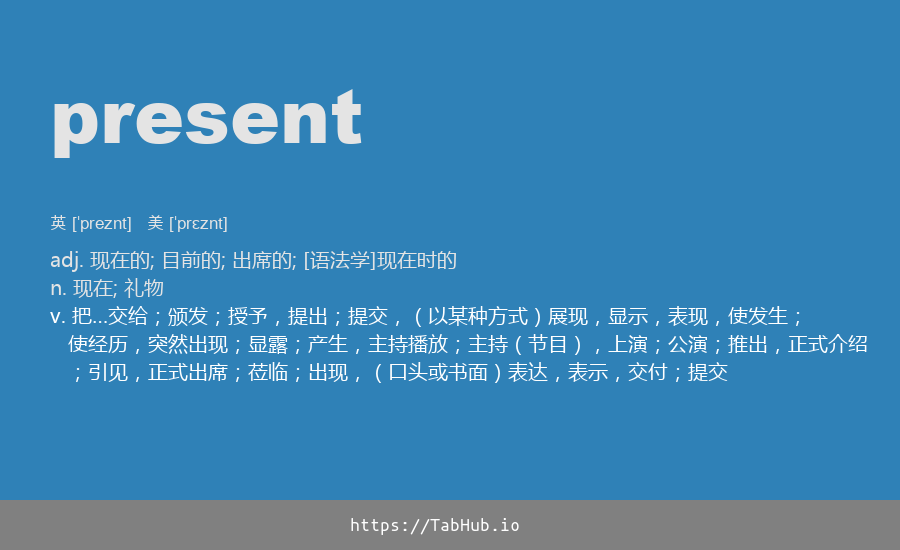 present
英 [ˈpreznt] 美 [ˈprɛznt]
adj. 现在的; 目前的; 出席的; [语法学]现在时的
n. 现在; 礼物
v. 把...交给；颁发；授予，提出；提交，（以某种方式）展现，显示，表现，使发生；
使经历，突然出现；显露；产生，主持播放；主持（节目），上演；公演；推出，正式介绍
；引见，正式出席；莅临；出现，（口头或书面）表达，表示，交付；提交
https://TabHub.io